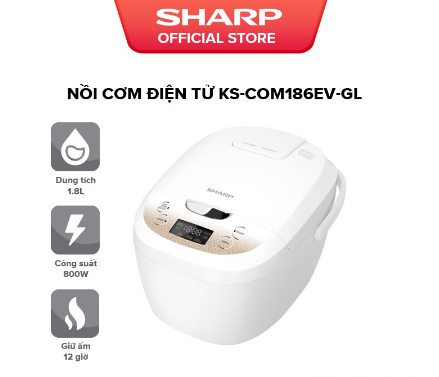 SHARP
OFFICIAL STORE
NỒI CƠM ĐIỆN TỬ KS-COM186EV-GL
Dung tích
1.8L
SHARP
Công suất
800W
Giữ ấm
12 giờ